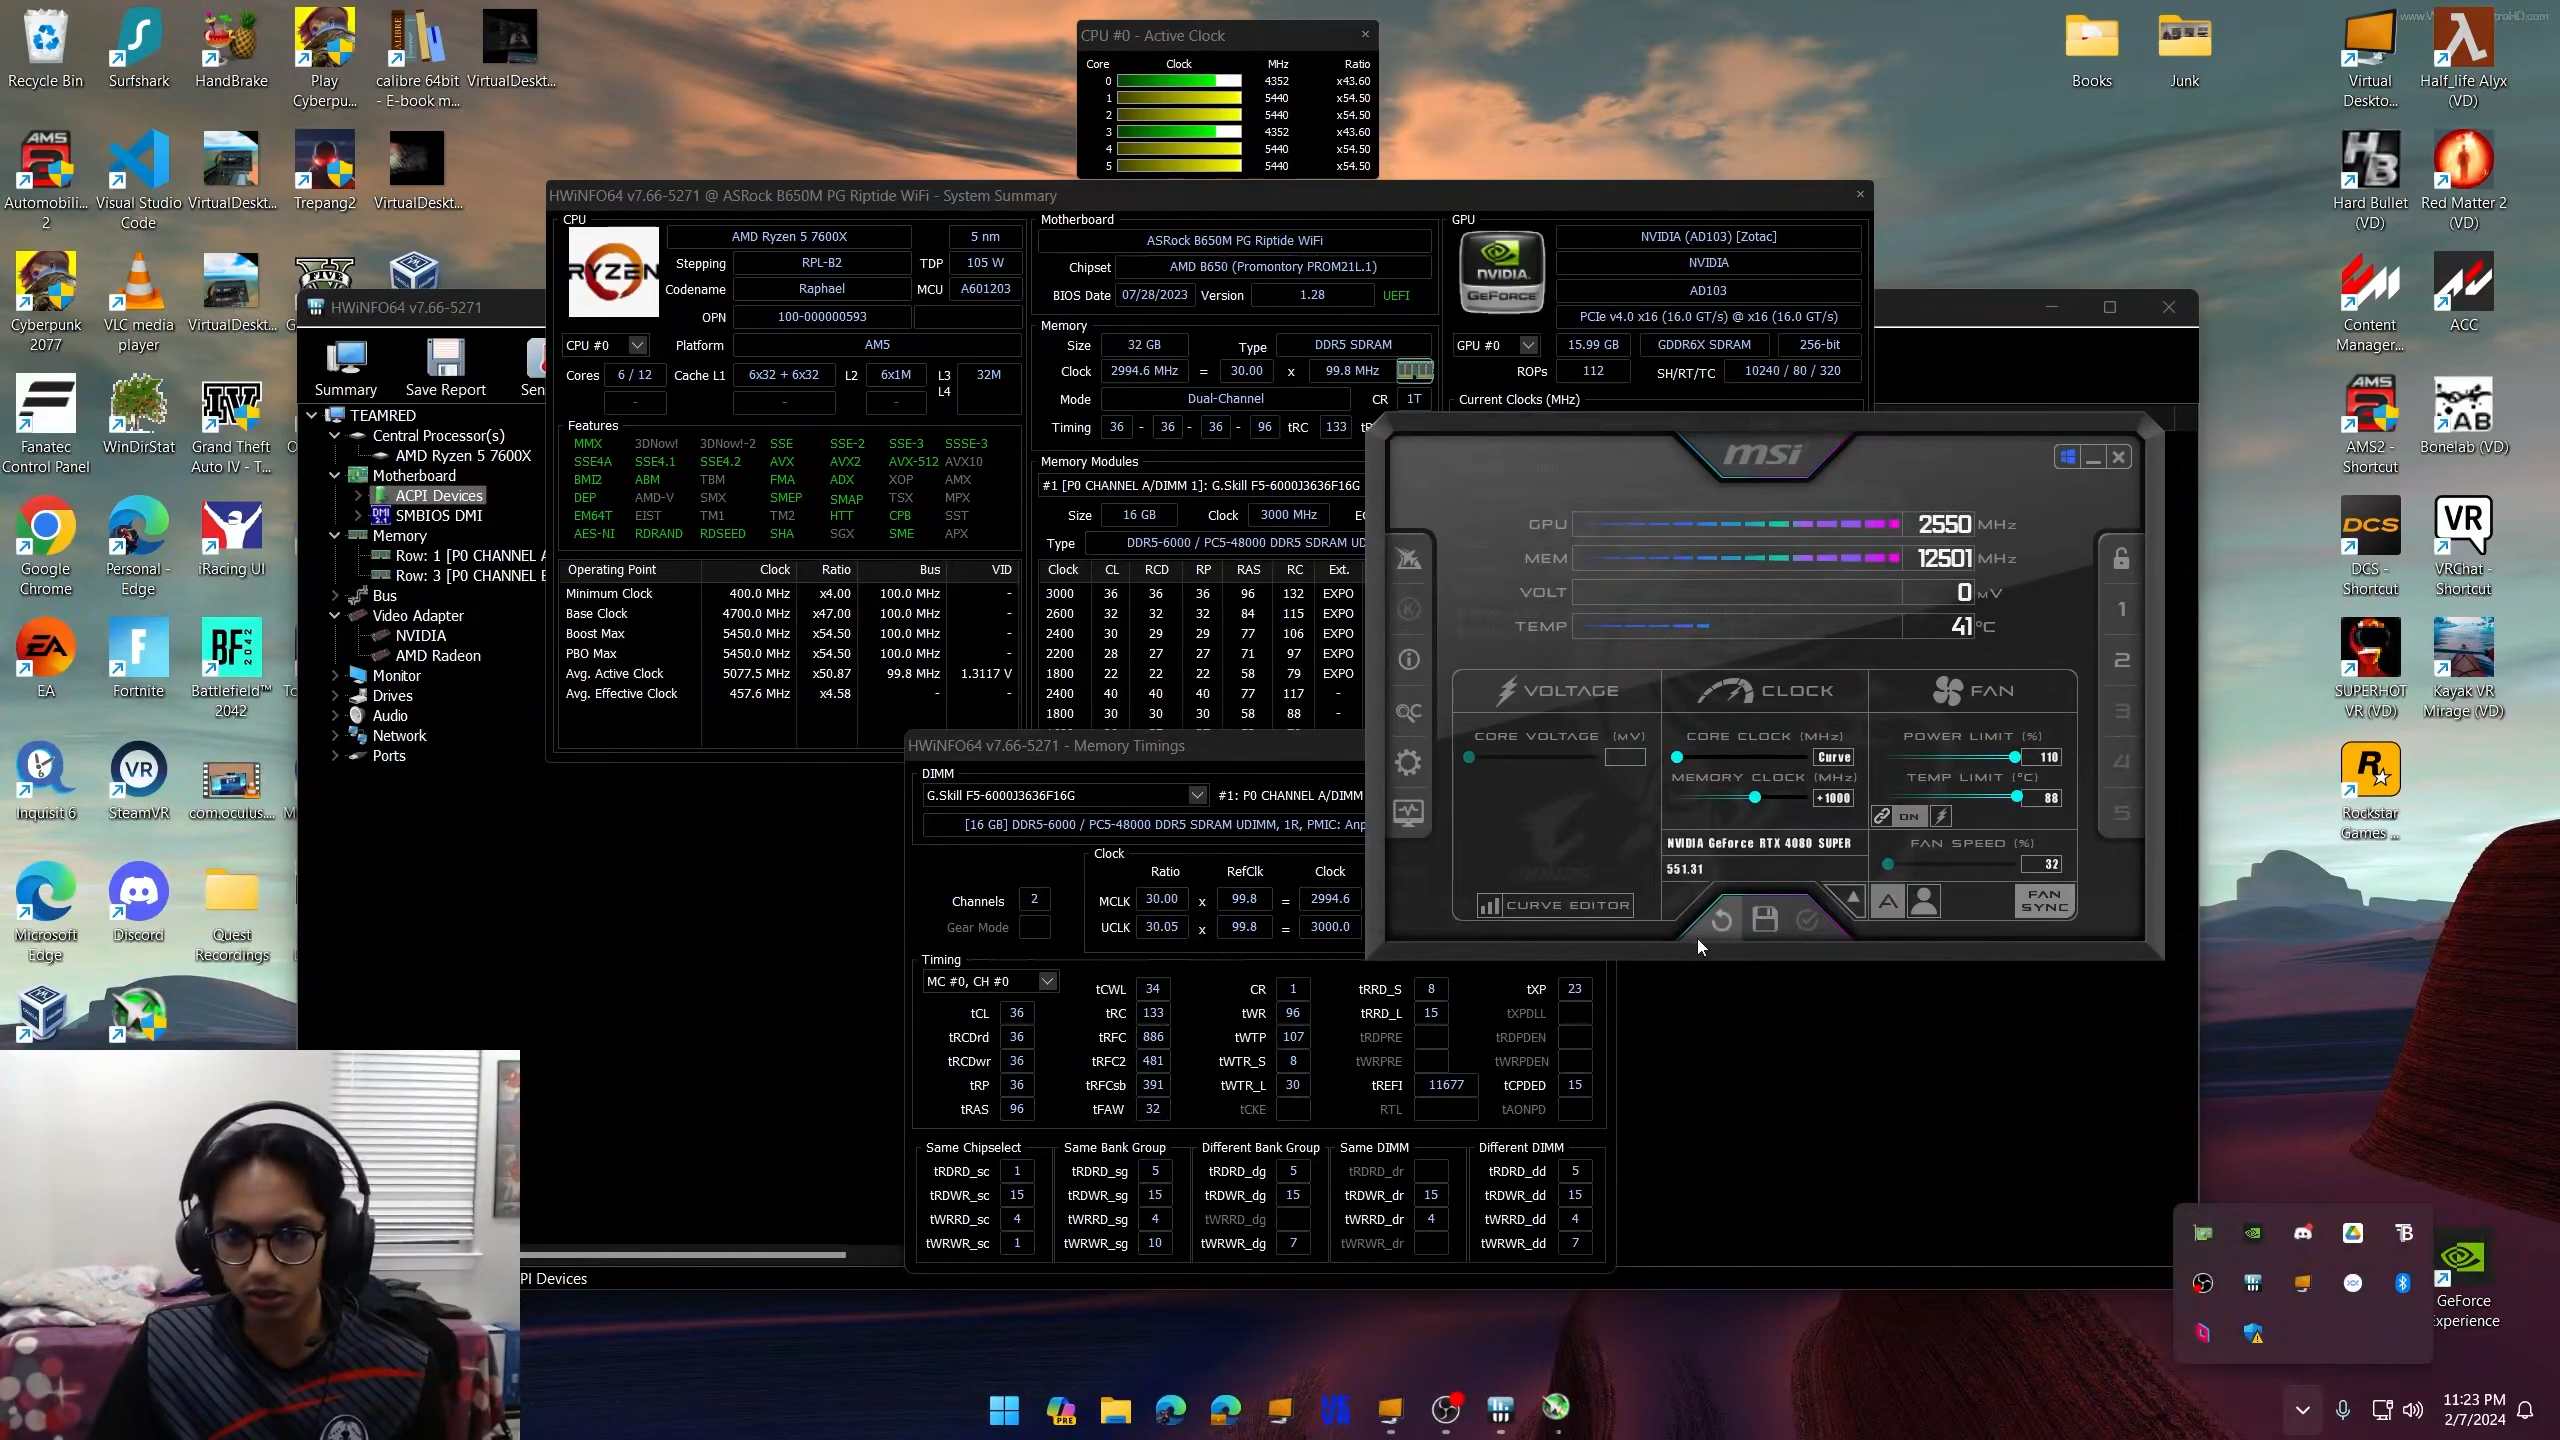 Recycle Bin
Surfshark
HandBrake
Play
Cyberpu...
calibre 64bit
- E-book m...
VirtualDeskt...
Books
Junk
Virtual
Deskto...
Half_life Alyx
(VD)
Automobili...
2
Visual Studio
Code
VirtualDeskt...
Trepang2
VirtualDeskt...
Hard Bullet
(VD)
Red Matter 2
(VD)
Cyberpunk
2077
VLC media
player
VirtualDeskt...
Content
Manager...
ACC
Fanatec
Control Panel
WinDirStat
Grand Theft
Auto IV - T...
AMS2 -
Shortcut
Bonelab (VD)
Google
Chrome
Personal -
Edge
iRacing UI
DCS -
Shortcut
VRChat -
Shortcut
EA
Fortnite
Battlefield™
2042
SUPERHOT
VR (VD)
Kayak VR
Mirage (VD)
Inquisit 6
SteamVR
com.oculus....
Rockstar
Games ...
Microsoft
Edge
Discord
Quest
Recordings
GeForce
Experience
CPU #0 - Active Clock
Core Clock MHz Ratio
0 4352 x43.60
1 5440 x54.50
2 5440 x54.50
3 4352 x43.60
4 5440 x54.50
5 5440 x54.50
HWiNFO64 v7.66-5271
Summary
Save Report
Sen
TEAMRED
Central Processor(s)
AMD Ryzen 5 7600X
Motherboard
ACPI Devices
SMBIOS DMI
Memory
Row: 1 [P0 CHANNEL A
Row: 3 [P0 CHANNEL B
Bus
Video Adapter
NVIDIA
AMD Radeon
Monitor
Drives
Audio
Network
Ports
PI Devices
HWiNFO64 v7.66-5271 @ ASRock B650M PG Riptide WiFi - System Summary
CPU
RYZEN
AMD Ryzen 5 7600X 5 nm
Stepping RPL-B2 TDP 105 W
Codename Raphael MCU A601203
OPN 100-000000593
CPU #0 Platform AM5
Cores 6 / 12 Cache L1 6x32 + 6x32 L2 6x1M L3 32M
L4
Features
MMX 3DNow! 3DNow!-2 SSE SSE-2 SSE-3 SSSE-3
SSE4A SSE4.1 SSE4.2 AVX AVX2 AVX-512 AVX10
BMI2 ABM TBM FMA ADX XOP AMX
DEP AMD-V SMX SMEP SMAP TSX MPX
EM64T EIST TM1 TM2 HTT CPB SST
AES-NI RDRAND RDSEED SHA SGX SME APX
Operating Point Clock Ratio Bus VID
Minimum Clock 400.0 MHz x4.00 100.0 MHz -
Base Clock 4700.0 MHz x47.00 100.0 MHz -
Boost Max 5450.0 MHz x54.50 100.0 MHz -
PBO Max 5450.0 MHz x54.50 100.0 MHz -
Avg. Active Clock 5077.5 MHz x50.87 99.8 MHz 1.3117 V
Avg. Effective Clock 457.6 MHz x4.58 - -
Motherboard
ASRock B650M PG Riptide WiFi
Chipset AMD B650 (Promontory PROM21L.1)
BIOS Date 07/28/2023 Version 1.28 UEFI
Memory
Size 32 GB Type DDR5 SDRAM
Clock 2994.6 MHz = 30.00 x 99.8 MHz
Mode Dual-Channel CR 1T
Timing 36 - 36 - 36 - 96 tRC 133
Memory Modules
#1 [P0 CHANNEL A/DIMM 1]: G.Skill F5-6000J3636F16G
Size 16 GB Clock 3000 MHz
Type DDR5-6000 / PC5-48000 DDR5 SDRAM UD
Clock CL RCD RP RAS RC Ext.
3000 36 36 36 96 132 EXPO
2600 32 32 32 84 115 EXPO
2400 30 29 29 77 106 EXPO
2200 28 27 27 71 97 EXPO
1800 22 22 22 58 79 EXPO
2400 40 40 40 77 117 -
1800 30 30 30 58 88 -
GPU
NVIDIA.
GEFORCE
NVIDIA (AD103) [Zotac]
NVIDIA
AD103
PCIe v4.0 x16 (16.0 GT/s) @ x16 (16.0 GT/s)
GPU #0 15.99 GB GDDR6X SDRAM 256-bit
ROPs 112 SH/RT/TC 10240 / 80 / 320
Current Clocks (MHz)
msi
GPU 2550 MHz
MEM 12501 MHz
VOLT 0 MV
TEMP 41 °C
VOLTAGE
CLOCK
FAN
CORE VOLTAGE (MV)
CORE CLOCK (MHz)
Curve
POWER LIMIT (%)
110
MEMORY CLOCK (MHz)
+1000
TEMP LIMIT (°C)
88
ON
NVIDIA GeForce RTX 4080 SUPER
551.31
FAN SPEED (%)
32
CURVE EDITOR
A
FAN
SYNC
1
2
3
4
5
HWiNFO64 v7.66-5271 - Memory Timings
DIMM
G.Skill F5-6000J3636F16G #1: P0 CHANNEL A/DIMM
[16 GB] DDR5-6000 / PC5-48000 DDR5 SDRAM UDIMM, 1R, PMIC: Anp
Clock
Ratio RefClk Clock
Channels 2 MCLK 30.00 x 99.8 = 2994.6
Gear Mode UCLK 30.05 x 99.8 = 3000.0
Timing
MC #0, CH #0 tCWL 34 CR 1 tRRD_S 8 tXP 23
tCL 36 tRC 133 tWR 96 tRRD_L 15 tXPDLL
tRCDrd 36 tRFC 886 tWTP 107 tRDPRE tRDPDEN
tRCDwr 36 tRFC2 481 tWTR_S 8 tWRPRE tWRPDEN
tRP 36 tRFCsb 391 tWTR_L 30 tREFI 11677 tCPDED 15
tRAS 96 tFAW 32 tCKE RTL tAONPD
Same Chipselect Same Bank Group Different Bank Group Same DIMM Different DIMM
tRDRD_sc 1 tRDRD_sg 5 tRDRD_dg 5 tRDRD_dr tRDRD_dd 5
tRDWR_sc 15 tRDWR_sg 15 tRDWR_dg 15 tRDWR_dr 15 tRDWR_dd 15
tWRRD_sc 4 tWRRD_sg 4 tWRRD_dg tWRRD_dr 4 tWRRD_dd 4
tWRWR_sc 1 tWRWR_sg 10 tWRWR_dg 7 tWRWR_dr tWRWR_dd 7
11:23 PM
2/7/2024